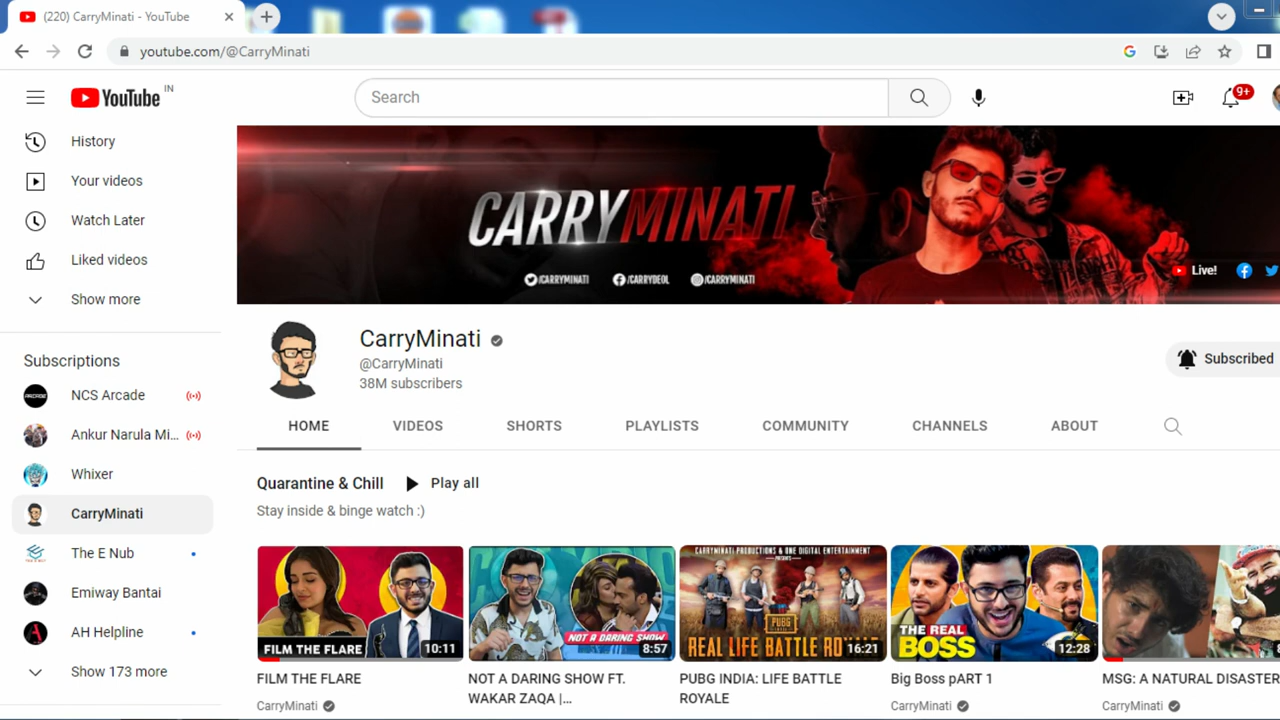 (220) CarryMinati - YouTube
youtube.com/@CarryMinati
YouTube IN
Search
9+
History
Your videos
Watch Later
Liked videos
Show more
Subscriptions
NCS Arcade
Ankur Narula Mi...
Whixer
CarryMinati
The E Nub
Emiway Bantai
AH Helpline
Show 173 more
CARRYMINATI
/CARRYMINATI /CARRYDEOL /CARRYMINATI
Live!
CarryMinati
@CarryMinati
38M subscribers
Subscribed
HOME VIDEOS SHORTS PLAYLISTS COMMUNITY CHANNELS ABOUT
Quarantine & Chill Play all
Stay inside & binge watch :)
FILM THE FLARE
10:11
FILM THE FLARE
CarryMinati
NOT A DARING SHOW
8:57
NOT A DARING SHOW FT.
WAKAR ZAQA |...
CARRYMINATI PRODUCTIONS & ONE DIGITAL ENTERTAINMENT
PRESENTS
PUBG
REAL LIFE BATTLE RO
16:21
PUBG INDIA: LIFE BATTLE
ROYALE
THE REAL
BOSS
12:28
Big Boss pART 1
CarryMinati
MSG: A NATURAL DISASTER
CarryMinati